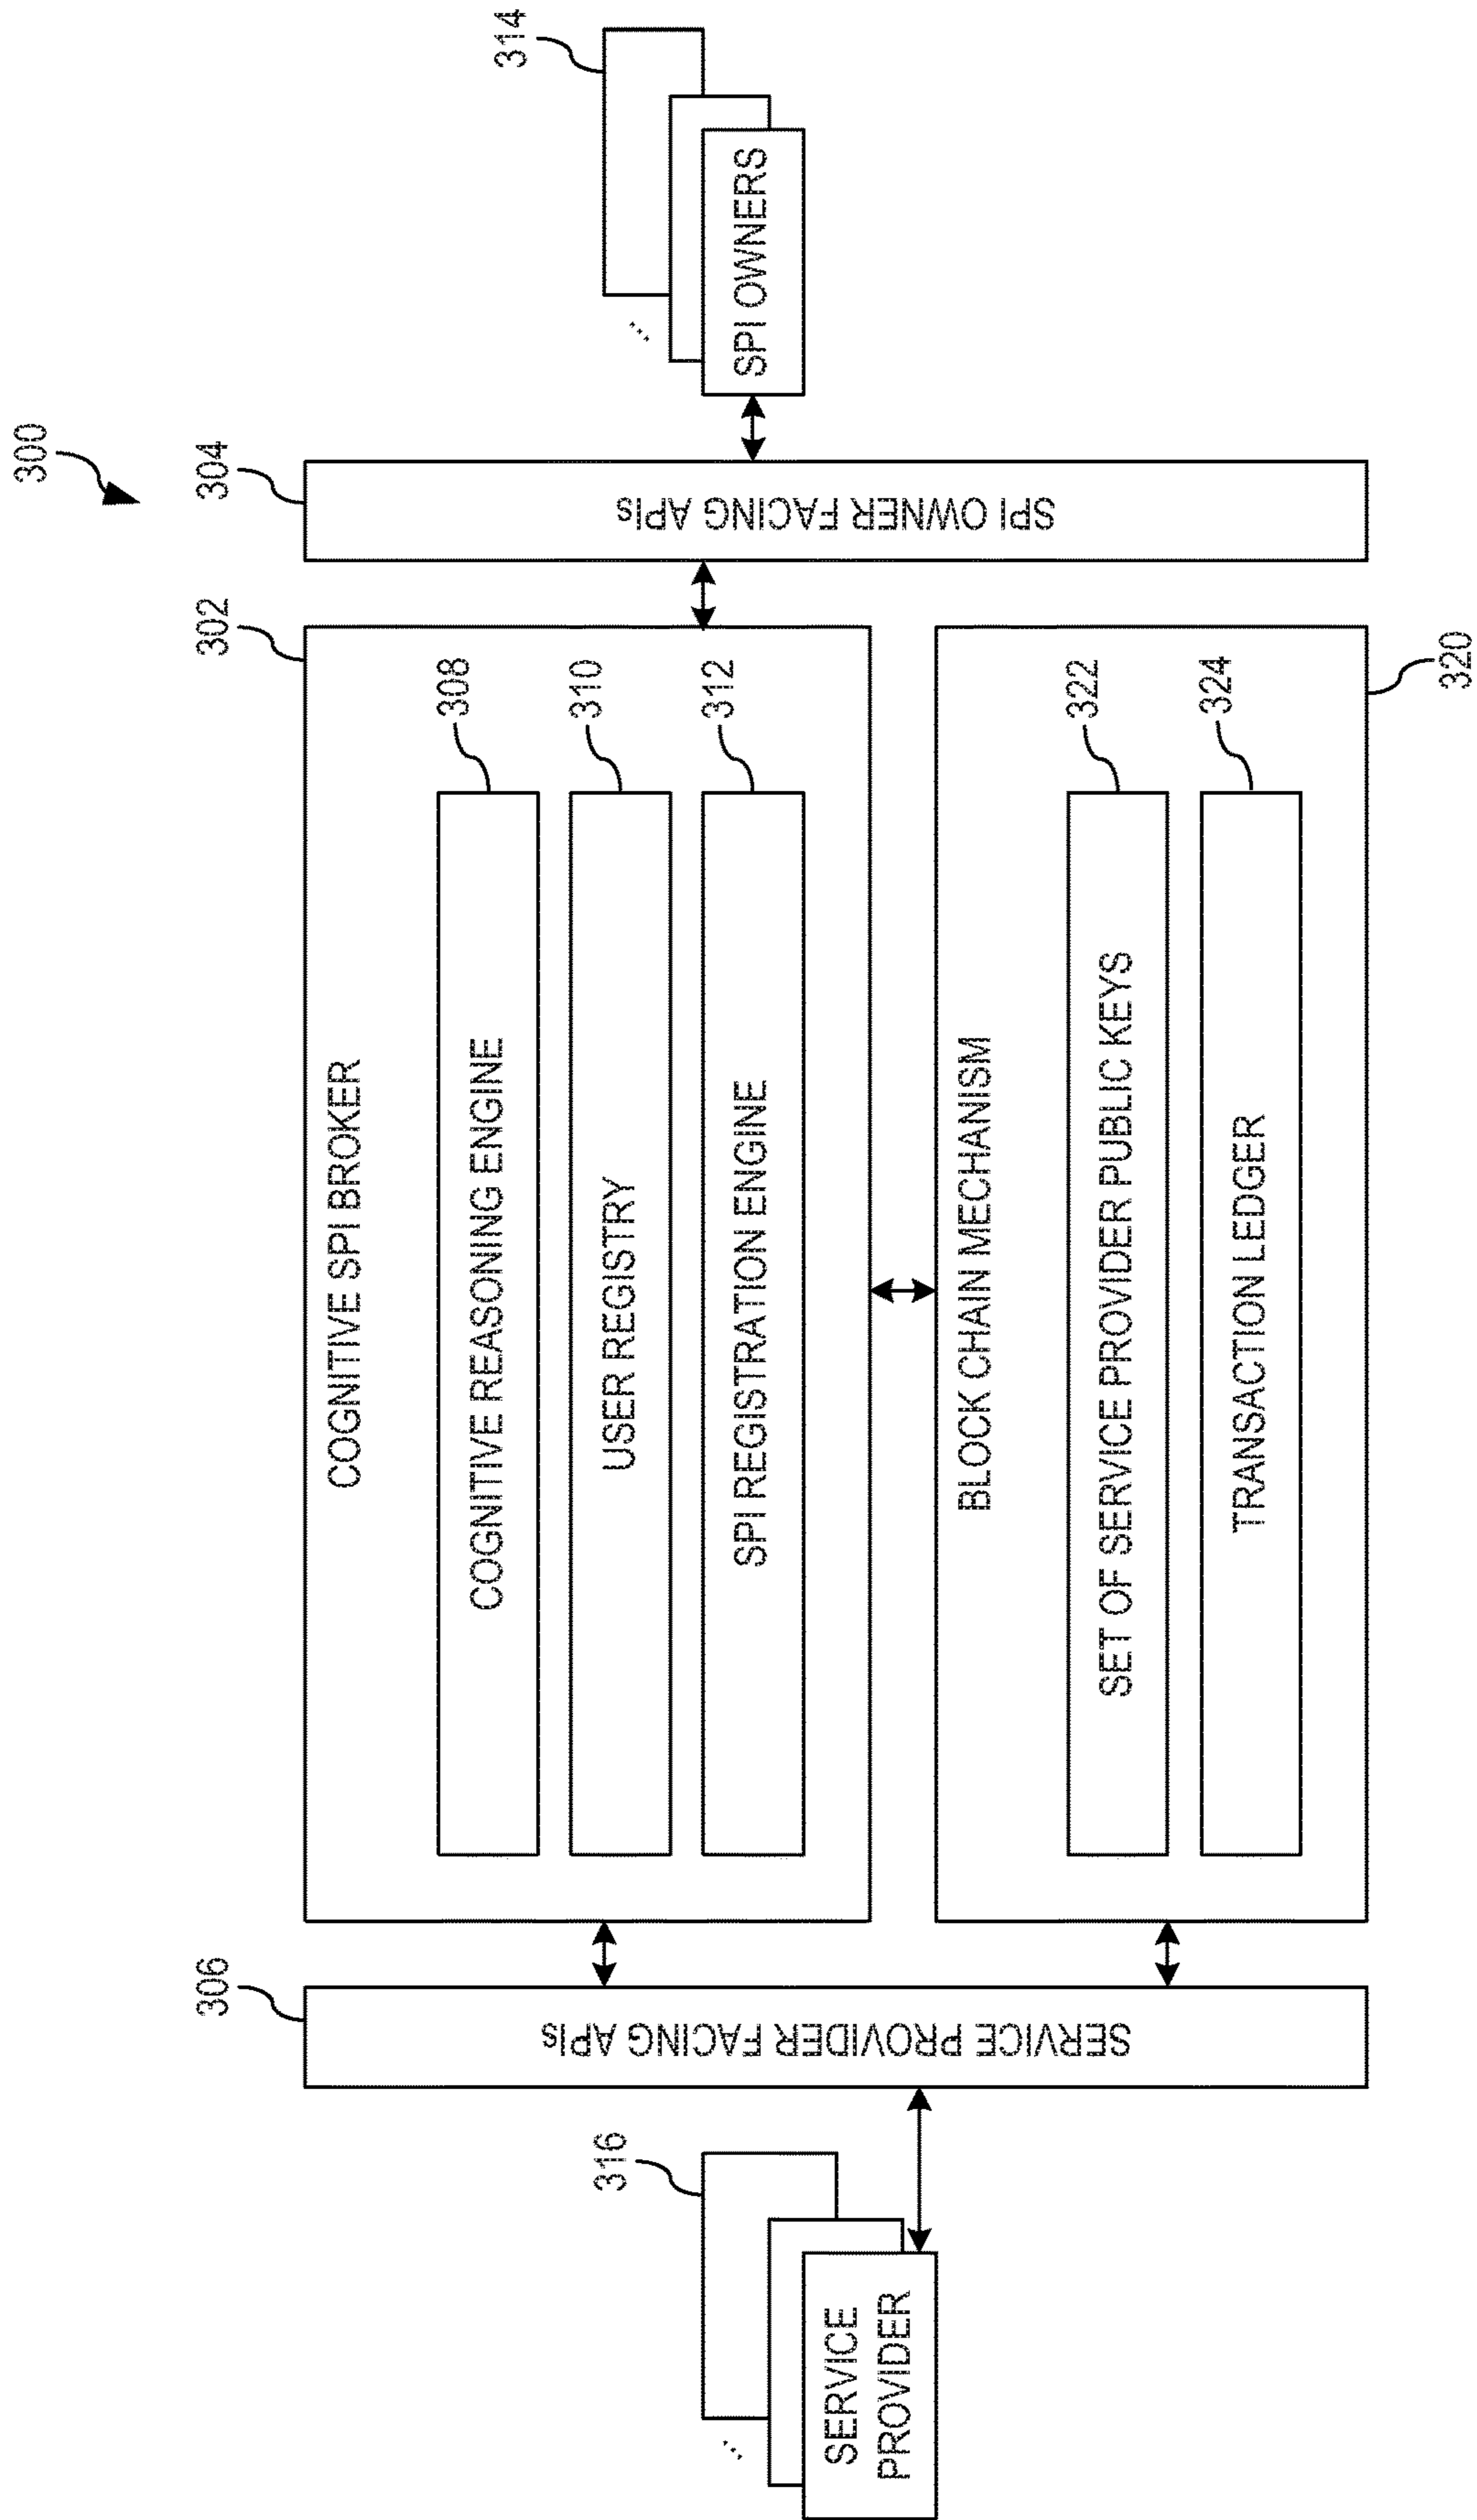 300
306
302
304
COGNITIVE SPI BROKER
308
COGNITIVE REASONING ENGINE
310
USER REGISTRY
312
SPI REGISTRATION ENGINE
316
SERVICE
PROVIDER
SERVICE PROVIDER FACING APIs
SPI OWNER FACING APIs
314
SPI OWNERS
BLOCK CHAIN MECHANISM
322
SET OF SERVICE PROVIDER PUBLIC KEYS
324
TRANSACTION LEDGER
320